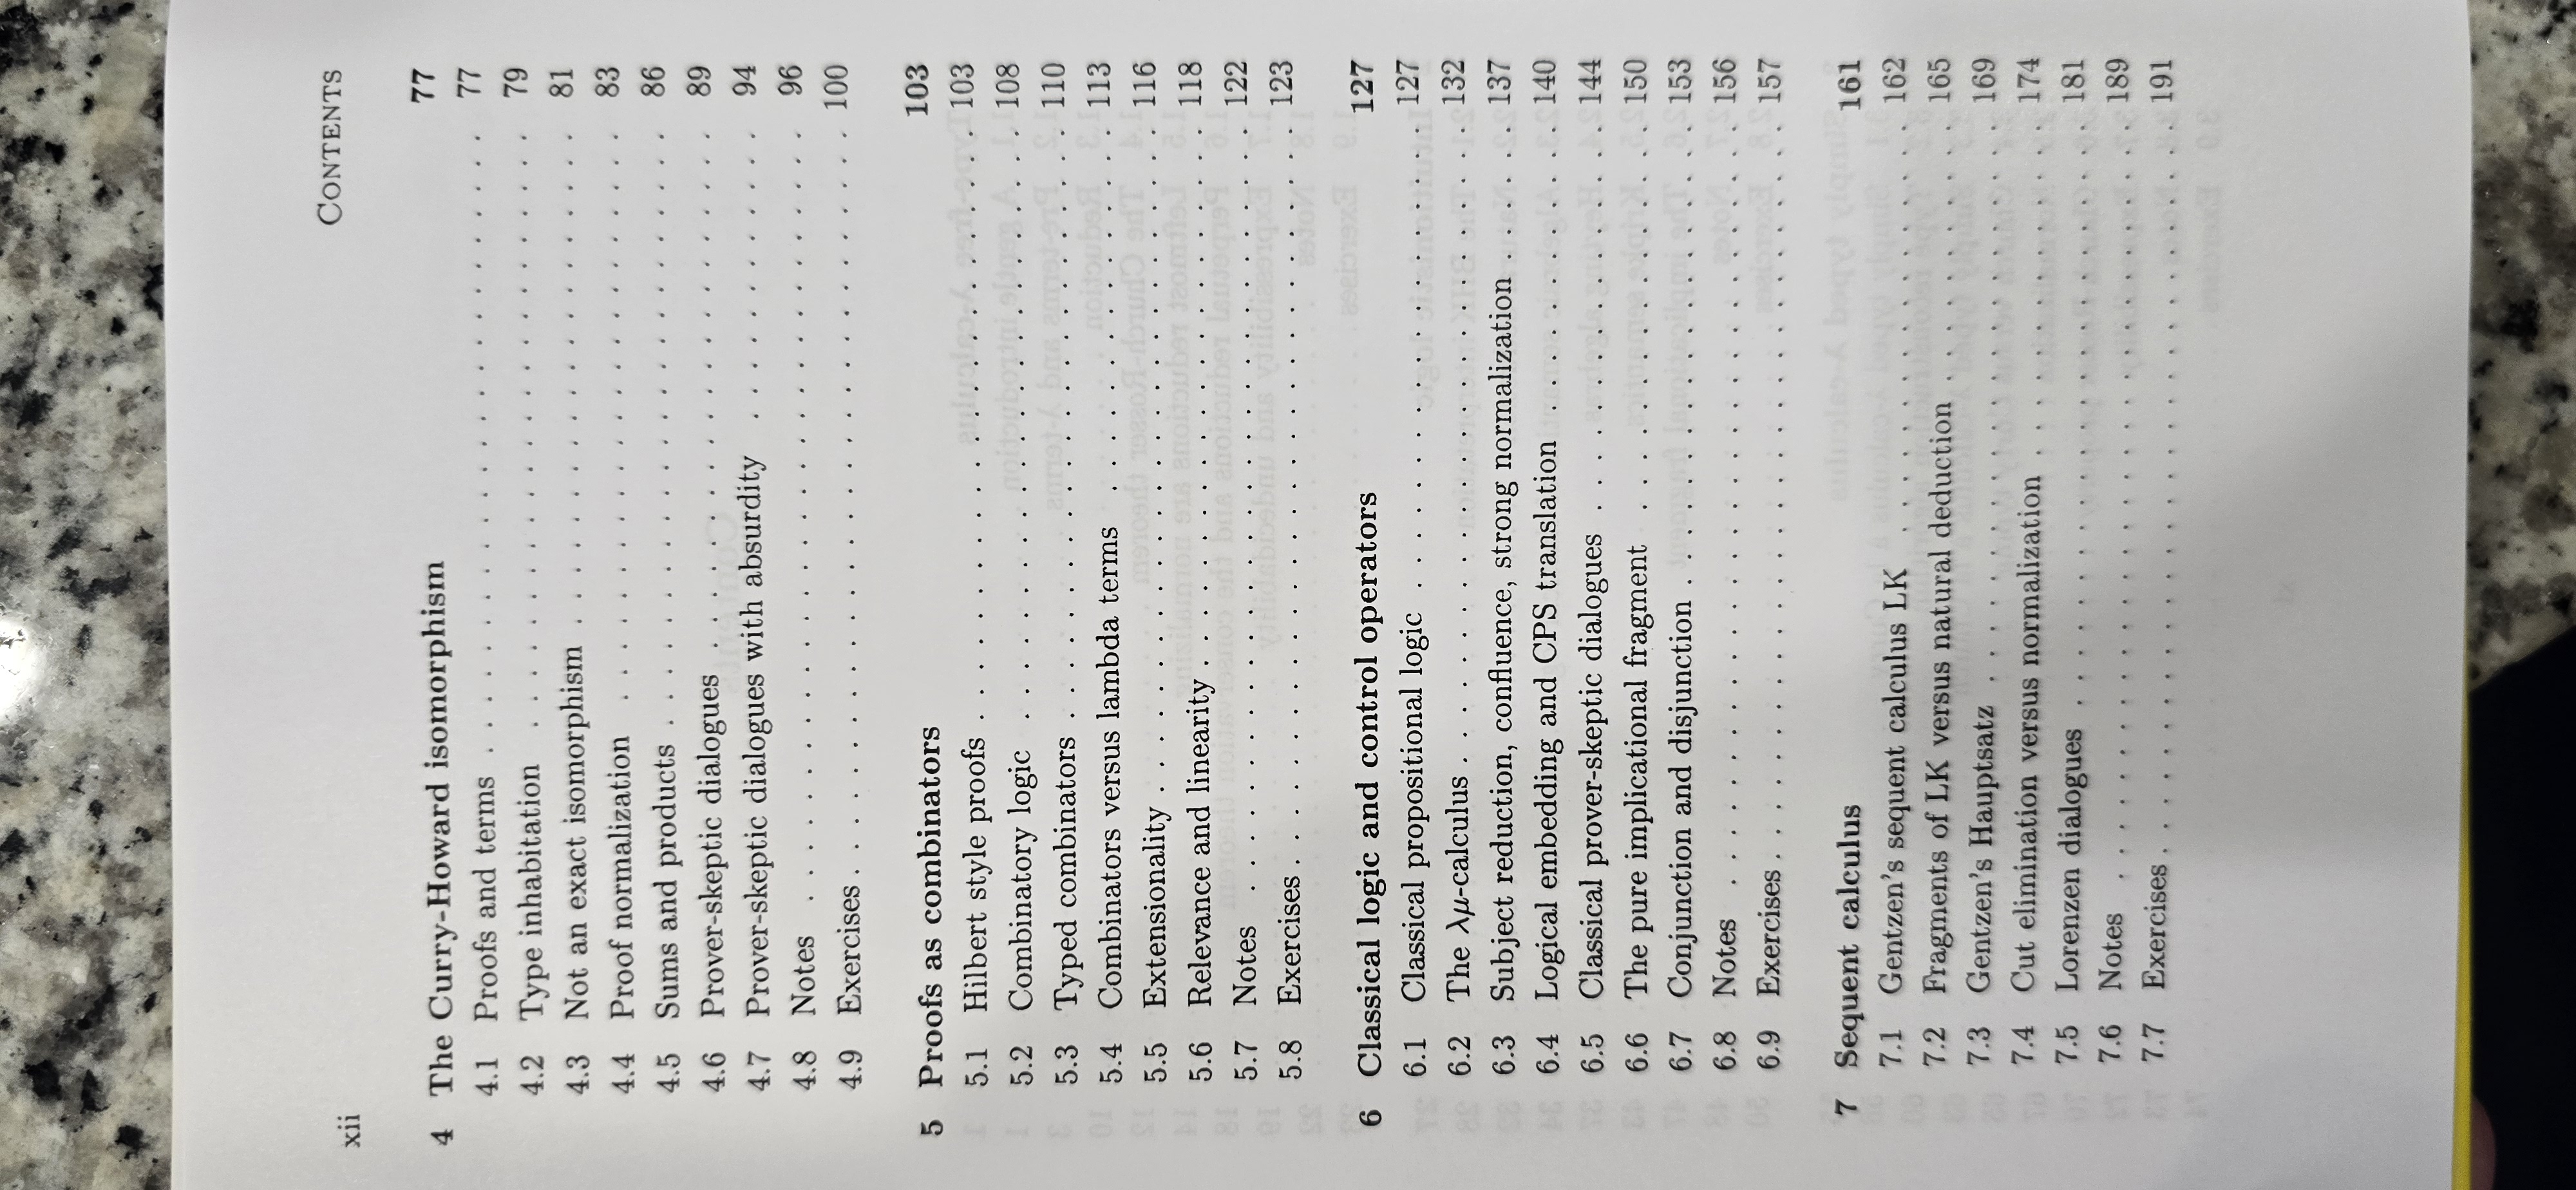 xii CONTENTS
4 The Curry-Howard isomorphism 77
4.1 Proofs and terms . . . . . . . . . . . . . . . . . . . . 77
4.2 Type inhabitation . . . . . . . . . . . . . . . . . . . . 79
4.3 Not an exact isomorphism . . . . . . . . . . . . . . . . 81
4.4 Proof normalization . . . . . . . . . . . . . . . . . . . 83
4.5 Sums and products . . . . . . . . . . . . . . . . . . . . 86
4.6 Prover-skeptic dialogues . . . . . . . . . . . . . . . . . 89
4.7 Prover-skeptic dialogues with absurdity . . . . . . . . . 94
4.8 Notes . . . . . . . . . . . . . . . . . . . . . . . . . . 96
4.9 Exercises . . . . . . . . . . . . . . . . . . . . . . . . 100
5 Proofs as combinators 103
5.1 Hilbert style proofs . . . . . . . . . . . . . . . . . . . 103
5.2 Combinatory logic . . . . . . . . . . . . . . . . . . . . 108
5.3 Typed combinators . . . . . . . . . . . . . . . . . . . . 110
5.4 Combinators versus lambda terms . . . . . . . . . . . . . 113
5.5 Extensionality . . . . . . . . . . . . . . . . . . . . . . 116
5.6 Relevance and linearity . . . . . . . . . . . . . . . . . . 118
5.7 Notes . . . . . . . . . . . . . . . . . . . . . . . . . . 122
5.8 Exercises . . . . . . . . . . . . . . . . . . . . . . . . 123
6 Classical logic and control operators 127
6.1 Classical propositional logic . . . . . . . . . . . . . . . 127
6.2 The λμ-calculus . . . . . . . . . . . . . . . . . . . . . 132
6.3 Subject reduction, confluence, strong normalization . . . . 137
6.4 Logical embedding and CPS translation . . . . . . . . . . 140
6.5 Classical prover-skeptic dialogues . . . . . . . . . . . . . 144
6.6 The pure implicational fragment . . . . . . . . . . . . . . 150
6.7 Conjunction and disjunction . . . . . . . . . . . . . . . . 153
6.8 Notes . . . . . . . . . . . . . . . . . . . . . . . . . . 156
6.9 Exercises . . . . . . . . . . . . . . . . . . . . . . . . 157
7 Sequent calculus 161
7.1 Gentzen's sequent calculus LK . . . . . . . . . . . . . . 162
7.2 Fragments of LK versus natural deduction . . . . . . . . . 165
7.3 Gentzen's Hauptsatz . . . . . . . . . . . . . . . . . . . 169
7.4 Cut elimination versus normalization . . . . . . . . . . . . 174
7.5 Lorenzen dialogues . . . . . . . . . . . . . . . . . . . . 181
7.6 Notes . . . . . . . . . . . . . . . . . . . . . . . . . . 189
7.7 Exercises . . . . . . . . . . . . . . . . . . . . . . . . 191